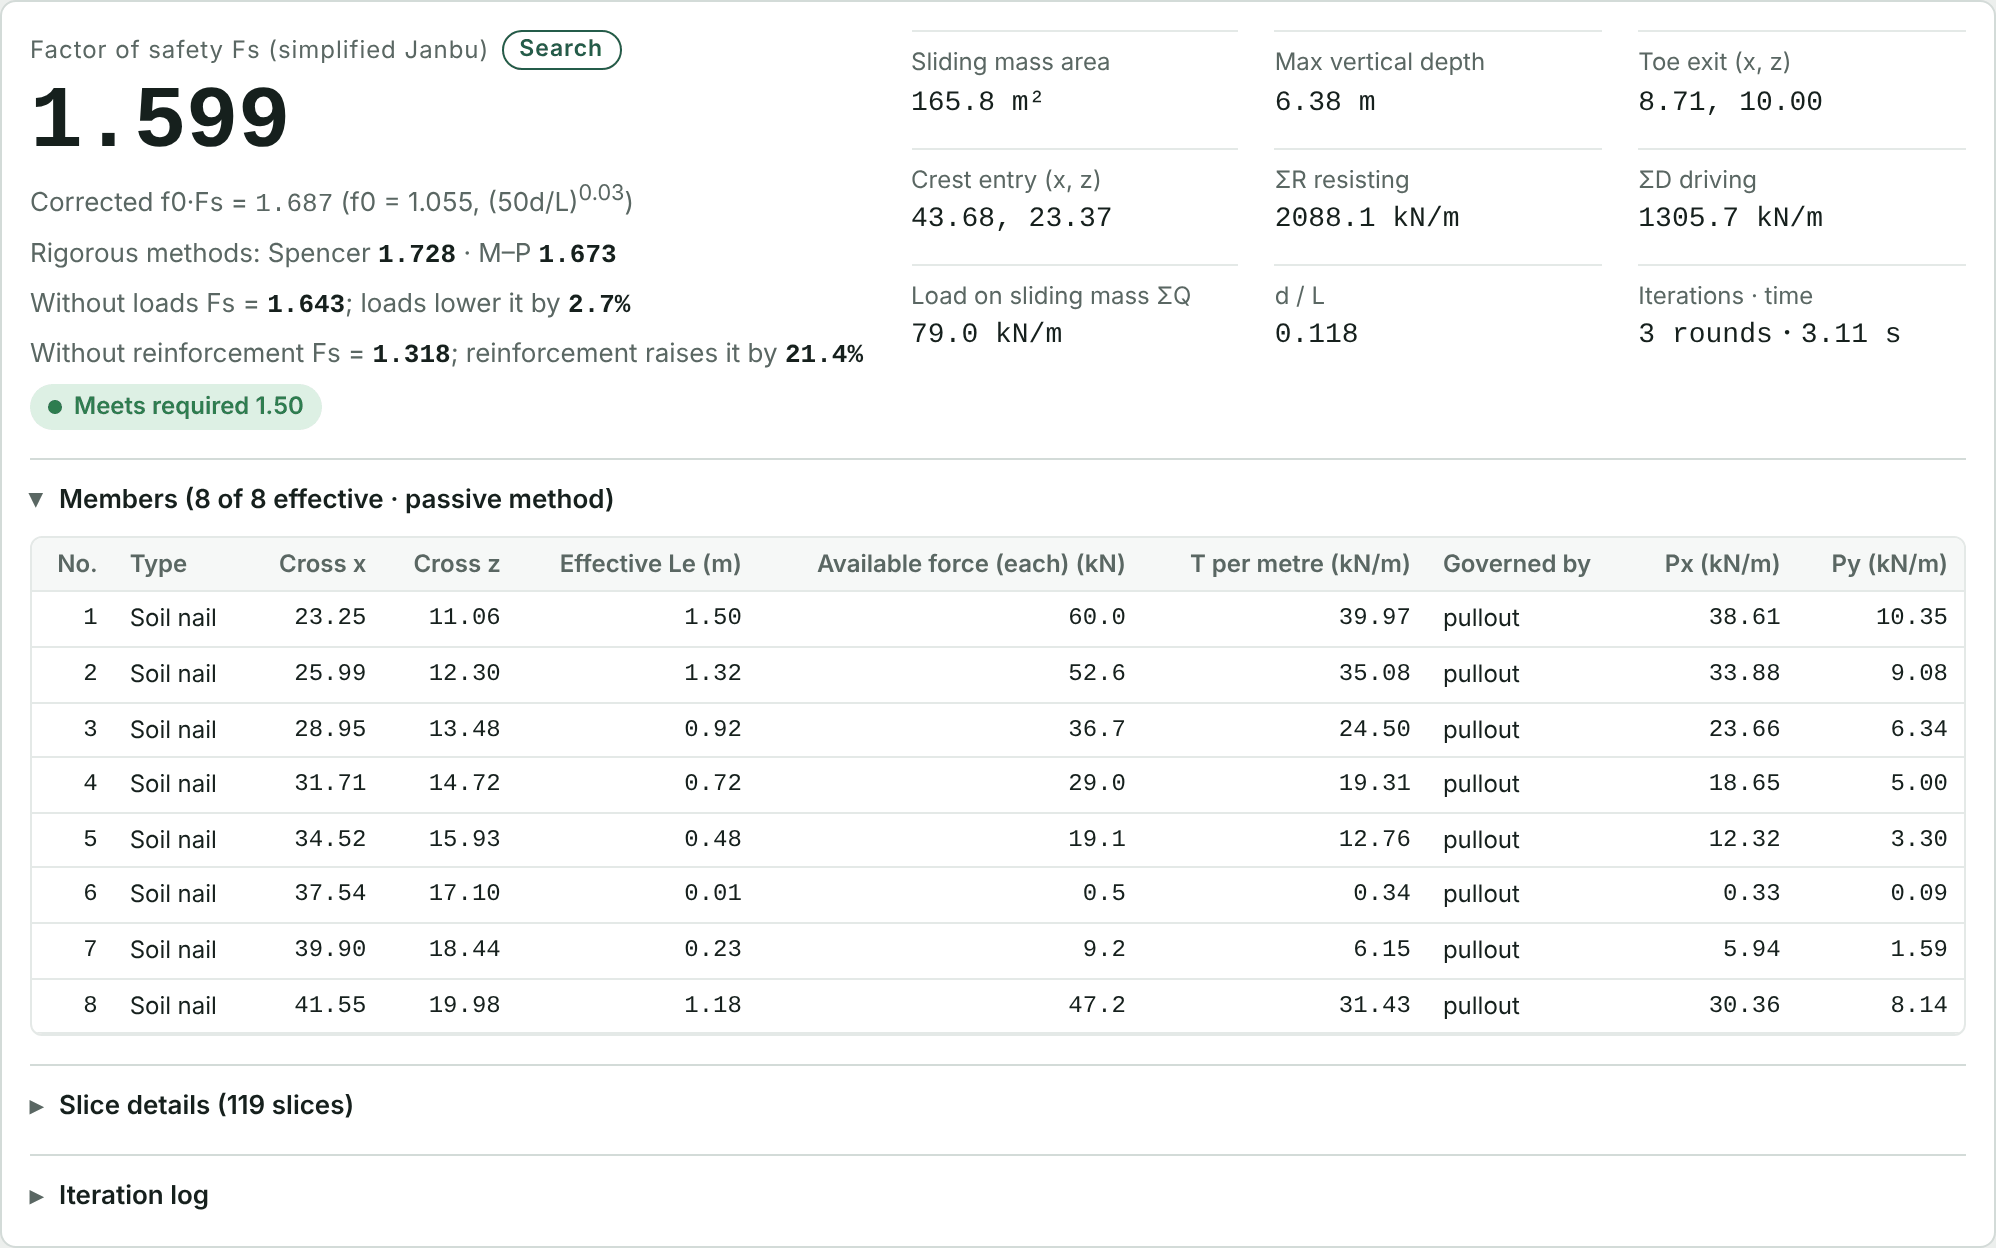 Factor of safety Fs (simplified Janbu) Search
1.599
Corrected f0·Fs = 1.687 (f0 = 1.055, (50d/L)^0.03)
Rigorous methods: Spencer 1.728 · M–P 1.673
Without loads Fs = 1.643; loads lower it by 2.7%
Without reinforcement Fs = 1.318; reinforcement raises it by 21.4%
Meets required 1.50
Sliding mass area
165.8 m²
Max vertical depth
6.38 m
Toe exit (x, z)
8.71, 10.00
Crest entry (x, z)
43.68, 23.37
ΣR resisting
2088.1 kN/m
ΣD driving
1305.7 kN/m
Load on sliding mass ΣQ
79.0 kN/m
d / L
0.118
Iterations · time
3 rounds · 3.11 s
▼ Members (8 of 8 effective · passive method)
No. Type Cross x Cross z Effective Le (m) Available force (each) (kN) T per metre (kN/m) Governed by Px (kN/m) Py (kN/m)
1 Soil nail 23.25 11.06 1.50 60.0 39.97 pullout 38.61 10.35
2 Soil nail 25.99 12.30 1.32 52.6 35.08 pullout 33.88 9.08
3 Soil nail 28.95 13.48 0.92 36.7 24.50 pullout 23.66 6.34
4 Soil nail 31.71 14.72 0.72 29.0 19.31 pullout 18.65 5.00
5 Soil nail 34.52 15.93 0.48 19.1 12.76 pullout 12.32 3.30
6 Soil nail 37.54 17.10 0.01 0.5 0.34 pullout 0.33 0.09
7 Soil nail 39.90 18.44 0.23 9.2 6.15 pullout 5.94 1.59
8 Soil nail 41.55 19.98 1.18 47.2 31.43 pullout 30.36 8.14
▶ Slice details (119 slices)
▶ Iteration log